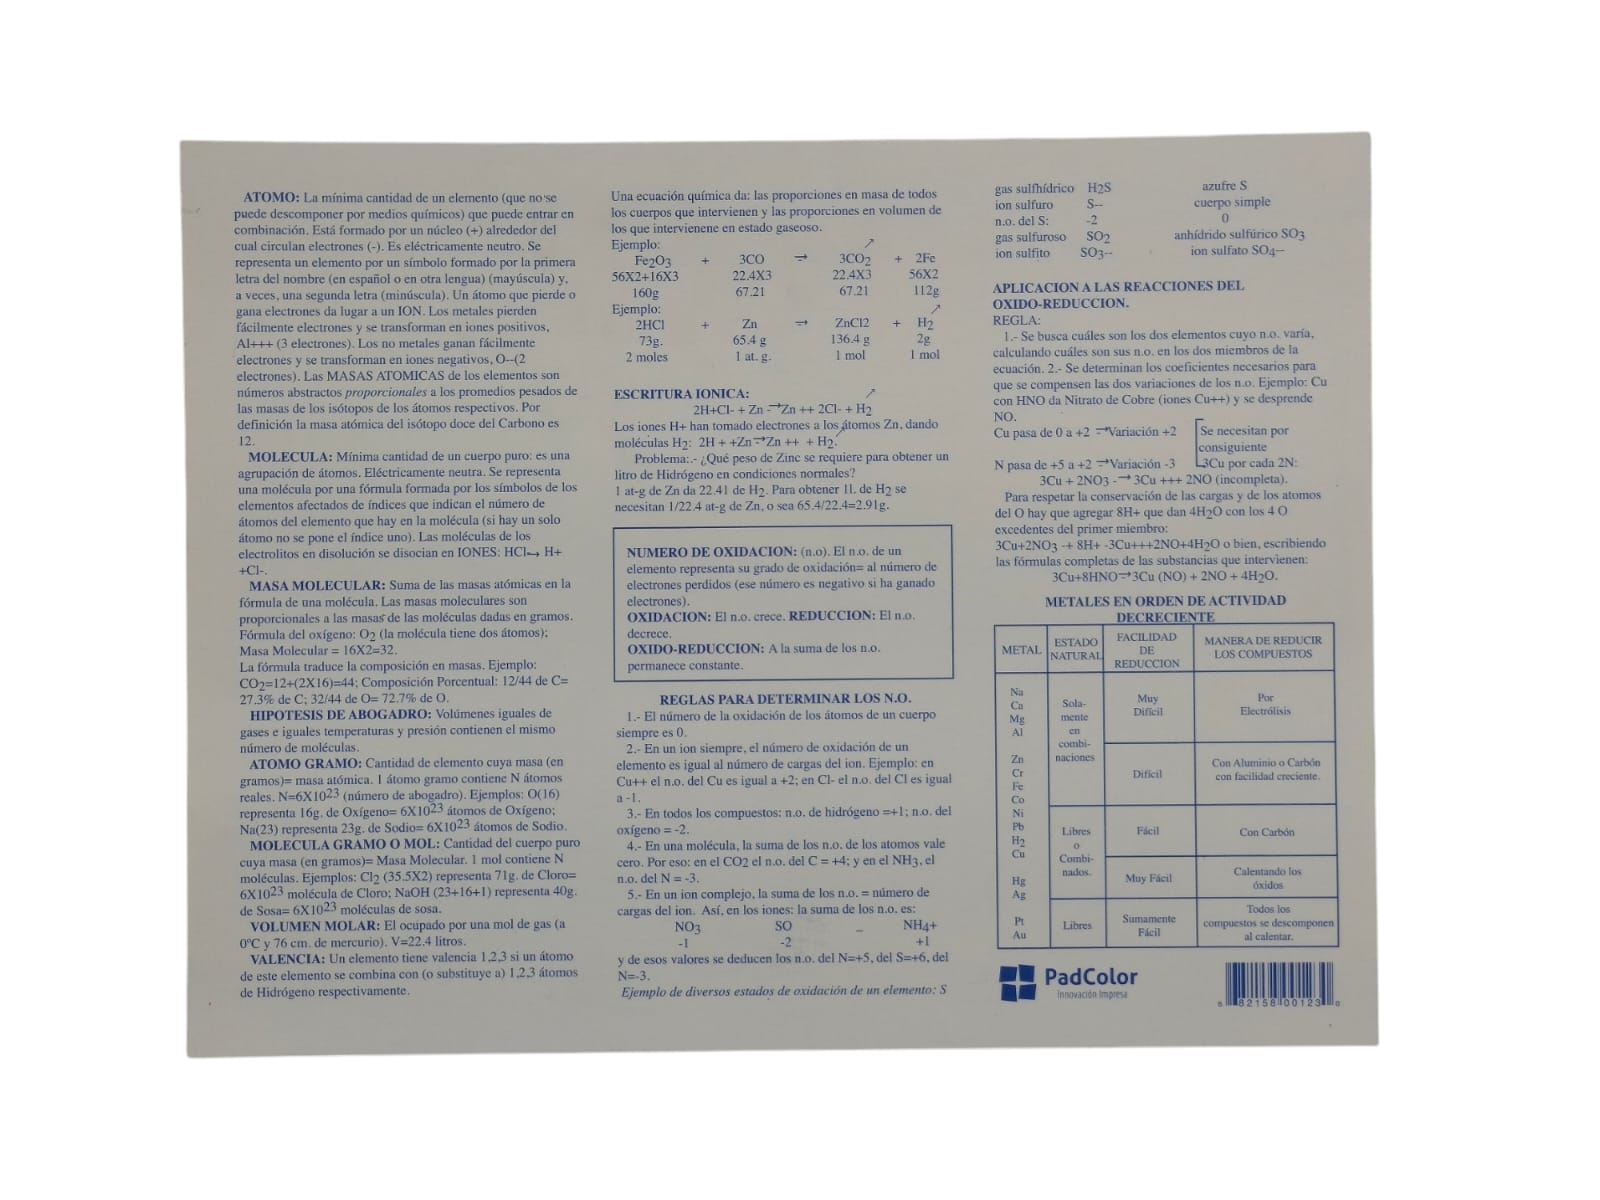 ATOMO: La mínima cantidad de un elemento (que no se
puede descomponer por medios químicos) que puede entrar en
combinación. Está formado por un núcleo (+) alrededor del
cual circulan electrones (-). Es eléctricamente neutro. Se
representa un elemento por un símbolo formado por la primera
letra del nombre (en español o en otra lengua) (mayúscula) y,
a veces, una segunda letra (minúscula). Un átomo que pierde o
gana electrones da lugar a un ION. Los metales pierden
fácilmente electrones y se transforman en iones positivos,
Al+++ (3 electrones). Los no metales ganan fácilmente
electrones y se transforman en iones negativos, O--(2
electrones). Las MASAS ATOMICAS de los elementos son
números abstractos proporcionales a los promedios pesados de
las masas de los isótopos de los átomos respectivos. Por
definición la masa atómica del isótopo doce del Carbono es
12.
MOLECULA: Mínima cantidad de un cuerpo puro: es una
agrupación de átomos. Eléctricamente neutra. Se representa
una molécula por una fórmula formada por los símbolos de los
elementos afectados de índices que indican el número de
átomos del elemento que hay en la molécula (si hay un solo
átomo no se pone el índice uno). Las moléculas de los
electrolitos en disolución se disocian en IONES: HCl→ H+
+Cl-.
MASA MOLECULAR: Suma de las masas atómicas en la
fórmula de una molécula. Las masas moleculares son
proporcionales a las masas de las moléculas dadas en gramos.
Fórmula del oxígeno: O2 (la molécula tiene dos átomos);
Masa Molecular = 16X2=32.
La fórmula traduce la composición en masas. Ejemplo:
CO2=12+(2X16)=44; Composición Porcentual: 12/44 de C=
27.3% de C; 32/44 de O= 72.7% de O.
HIPOTESIS DE ABOGADRO: Volúmenes iguales de
gases e iguales temperaturas y presión contienen el mismo
número de moléculas.
ATOMO GRAMO: Cantidad de elemento cuya masa (en
gramos)= masa atómica. 1 átomo gramo contiene N átomos
reales. N=6X10^23 (número de abogadro). Ejemplos: O(16)
representa 16g. de Oxígeno= 6X10^23 átomos de Oxígeno;
Na(23) representa 23g. de Sodio= 6X10^23 átomos de Sodio.
MOLECULA GRAMO O MOL: Cantidad del cuerpo puro
cuya masa (en gramos)= Masa Molecular. 1 mol contiene N
moléculas. Ejemplos: Cl2 (35.5X2) representa 71g. de Cloro=
6X10^23 molécula de Cloro; NaOH (23+16+1) representa 40g.
de Sosa= 6X10^23 moléculas de sosa.
VOLUMEN MOLAR: El ocupado por una mol de gas (a
0ºC y 76 cm. de mercurio). V=22.4 litros.
VALENCIA: Un elemento tiene valencia 1,2,3 si un átomo
de este elemento se combina con (o substituye a) 1,2,3 átomos
de Hidrógeno respectivamente.
Una ecuación química da: las proporciones en masa de todos
los cuerpos que intervienen y las proporciones en volumen de
los que intervienene en estado gaseoso.
Ejemplo: ↗
Fe2O3 + 3CO → 3CO2 + 2Fe
56X2+16X3 22.4X3 22.4X3 56X2
160g 67.21 67.21 112g
Ejemplo: ↗
2HCl + Zn → ZnCl2 + H2
73g. 65.4 g 136.4 g 2g
2 moles 1 at. g. 1 mol 1 mol
ESCRITURA IONICA: ↗
2H+Cl- + Zn → Zn ++ 2Cl- + H2
Los iones H+ han tomado electrones a los átomos Zn, dando
moléculas H2: 2H + +Zn→Zn ++ + H2.
Problema:.- ¿Qué peso de Zinc se requiere para obtener un
litro de Hidrógeno en condiciones normales?
1 at-g de Zn da 22.41 de H2. Para obtener 1L de H2 se
necesitan 1/22.4 at-g de Zn, o sea 65.4/22.4=2.91g.
NUMERO DE OXIDACION: (n.o). El n.o. de un
elemento representa su grado de oxidación= al número de
electrones perdidos (ese número es negativo si ha ganado
electrones).
OXIDACION: El n.o. crece. REDUCCION: El n.o.
decrece.
OXIDO-REDUCCION: A la suma de los n.o.
permanece constante.
REGLAS PARA DETERMINAR LOS N.O.
1.- El número de la oxidación de los átomos de un cuerpo
siempre es 0.
2.- En un ion siempre, el número de oxidación de un
elemento es igual al número de cargas del ion. Ejemplo: en
Cu++ el n.o. del Cu es igual a +2; en Cl- el n.o. del Cl es igual
a -1.
3.- En todos los compuestos: n.o. de hidrógeno =+1; n.o. del
oxígeno = -2.
4.- En una molécula, la suma de los n.o. de los atomos vale
cero. Por eso: en el CO2 el n.o. del C = +4; y en el NH3, el
n.o. del N = -3.
5.- En un ion complejo, la suma de los n.o. = número de
cargas del ion. Así, en los iones: la suma de los n.o. es:
NO3 SO – NH4+
-1 -2 +1
y de esos valores se deducen los n.o. del N=+5, del S=+6, del
N=-3.
Ejemplo de diversos estados de oxidación de un elemento: S
gas sulfhídrico H2S azufre S
ion sulfuro S-- cuerpo simple
n.o. del S: -2 0
gas sulfuroso SO2 anhídrido sulfúrico SO3
ion sulfito SO3-- ion sulfato SO4--
APLICACION A LAS REACCIONES DEL
OXIDO-REDUCCION.
REGLA:
1.- Se busca cuáles son los dos elementos cuyo n.o. varía,
calculando cuáles son sus n.o. en los dos miembros de la
ecuación. 2.- Se determinan los coeficientes necesarios para
que se compensen las dos variaciones de los n.o. Ejemplo: Cu
con HNO da Nitrato de Cobre (iones Cu++) y se desprende
NO.
Cu pasa de 0 a +2 →Variación +2 Se necesitan por
consiguiente
N pasa de +5 a +2 →Variación -3 3Cu por cada 2N:
3Cu + 2NO3 -→ 3Cu +++ 2NO (incompleta).
Para respetar la conservación de las cargas y de los atomos
del O hay que agregar 8H+ que dan 4H2O con los 4 O
excedentes del primer miembro:
3Cu+2NO3 -+ 8H+ -3Cu+++2NO+4H2O o bien, escribiendo
las fórmulas completas de las substancias que intervienen:
3Cu+8HNO→3Cu (NO) + 2NO + 4H2O.
METALES EN ORDEN DE ACTIVIDAD
DECRECIENTE
METAL ESTADO NATURAL FACILIDAD DE REDUCCION MANERA DE REDUCIR LOS COMPUESTOS
Na
Ca
Mg
Al
Zn
Cr
Fe
Co
Ni
Pb
H2
Cu
Hg
Ag
Pt
Au
Sola-
mente
en
combi-
naciones
Libres
o
Combi-
nados.
Libres
Muy
Difícil
Difícil
Fácil
Muy Fácil
Sumamente
Fácil
Por
Electrólisis
Con Aluminio o Carbón
con facilidad creciente.
Con Carbón
Calentando los
óxidos
Todos los
compuestos se descomponen
al calentar.
PadColor
Innovación Impresa
6 82158 00123 0